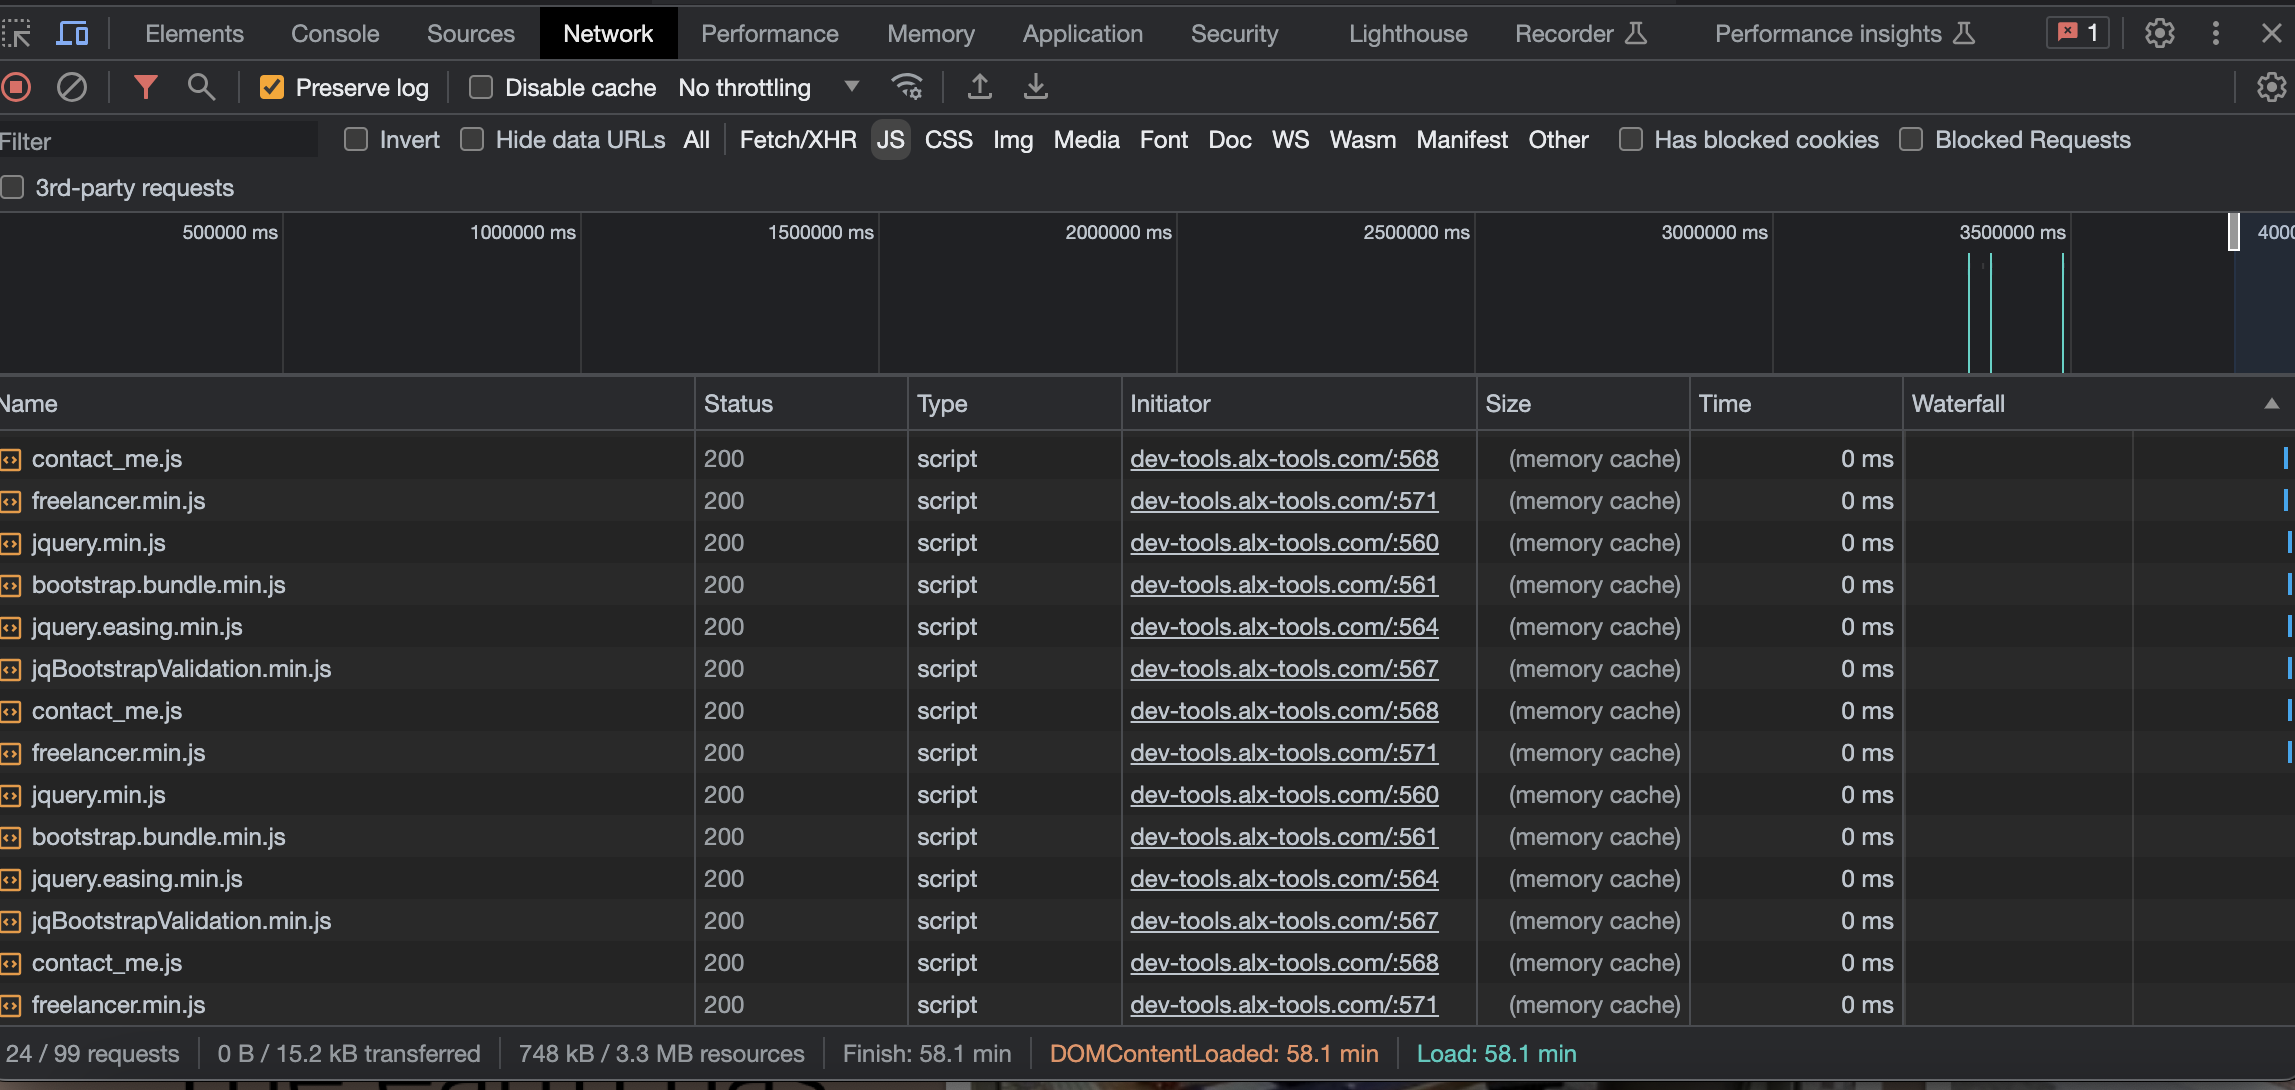 Elements Console Sources Network Performance Memory Application Security Lighthouse Recorder Performance insights 1
Preserve log Disable cache No throttling
Filter Invert Hide data URLs All Fetch/XHR JS CSS Img Media Font Doc WS Wasm Manifest Other Has blocked cookies Blocked Requests
3rd-party requests
500000 ms 1000000 ms 1500000 ms 2000000 ms 2500000 ms 3000000 ms 3500000 ms 4000
Name Status Type Initiator Size Time Waterfall
contact_me.js 200 script dev-tools.alx-tools.com/:568 (memory cache) 0 ms
freelancer.min.js 200 script dev-tools.alx-tools.com/:571 (memory cache) 0 ms
jquery.min.js 200 script dev-tools.alx-tools.com/:560 (memory cache) 0 ms
bootstrap.bundle.min.js 200 script dev-tools.alx-tools.com/:561 (memory cache) 0 ms
jquery.easing.min.js 200 script dev-tools.alx-tools.com/:564 (memory cache) 0 ms
jqBootstrapValidation.min.js 200 script dev-tools.alx-tools.com/:567 (memory cache) 0 ms
contact_me.js 200 script dev-tools.alx-tools.com/:568 (memory cache) 0 ms
freelancer.min.js 200 script dev-tools.alx-tools.com/:571 (memory cache) 0 ms
jquery.min.js 200 script dev-tools.alx-tools.com/:560 (memory cache) 0 ms
bootstrap.bundle.min.js 200 script dev-tools.alx-tools.com/:561 (memory cache) 0 ms
jquery.easing.min.js 200 script dev-tools.alx-tools.com/:564 (memory cache) 0 ms
jqBootstrapValidation.min.js 200 script dev-tools.alx-tools.com/:567 (memory cache) 0 ms
contact_me.js 200 script dev-tools.alx-tools.com/:568 (memory cache) 0 ms
freelancer.min.js 200 script dev-tools.alx-tools.com/:571 (memory cache) 0 ms
24 / 99 requests 0 B / 15.2 kB transferred 748 kB / 3.3 MB resources Finish: 58.1 min DOMContentLoaded: 58.1 min Load: 58.1 min